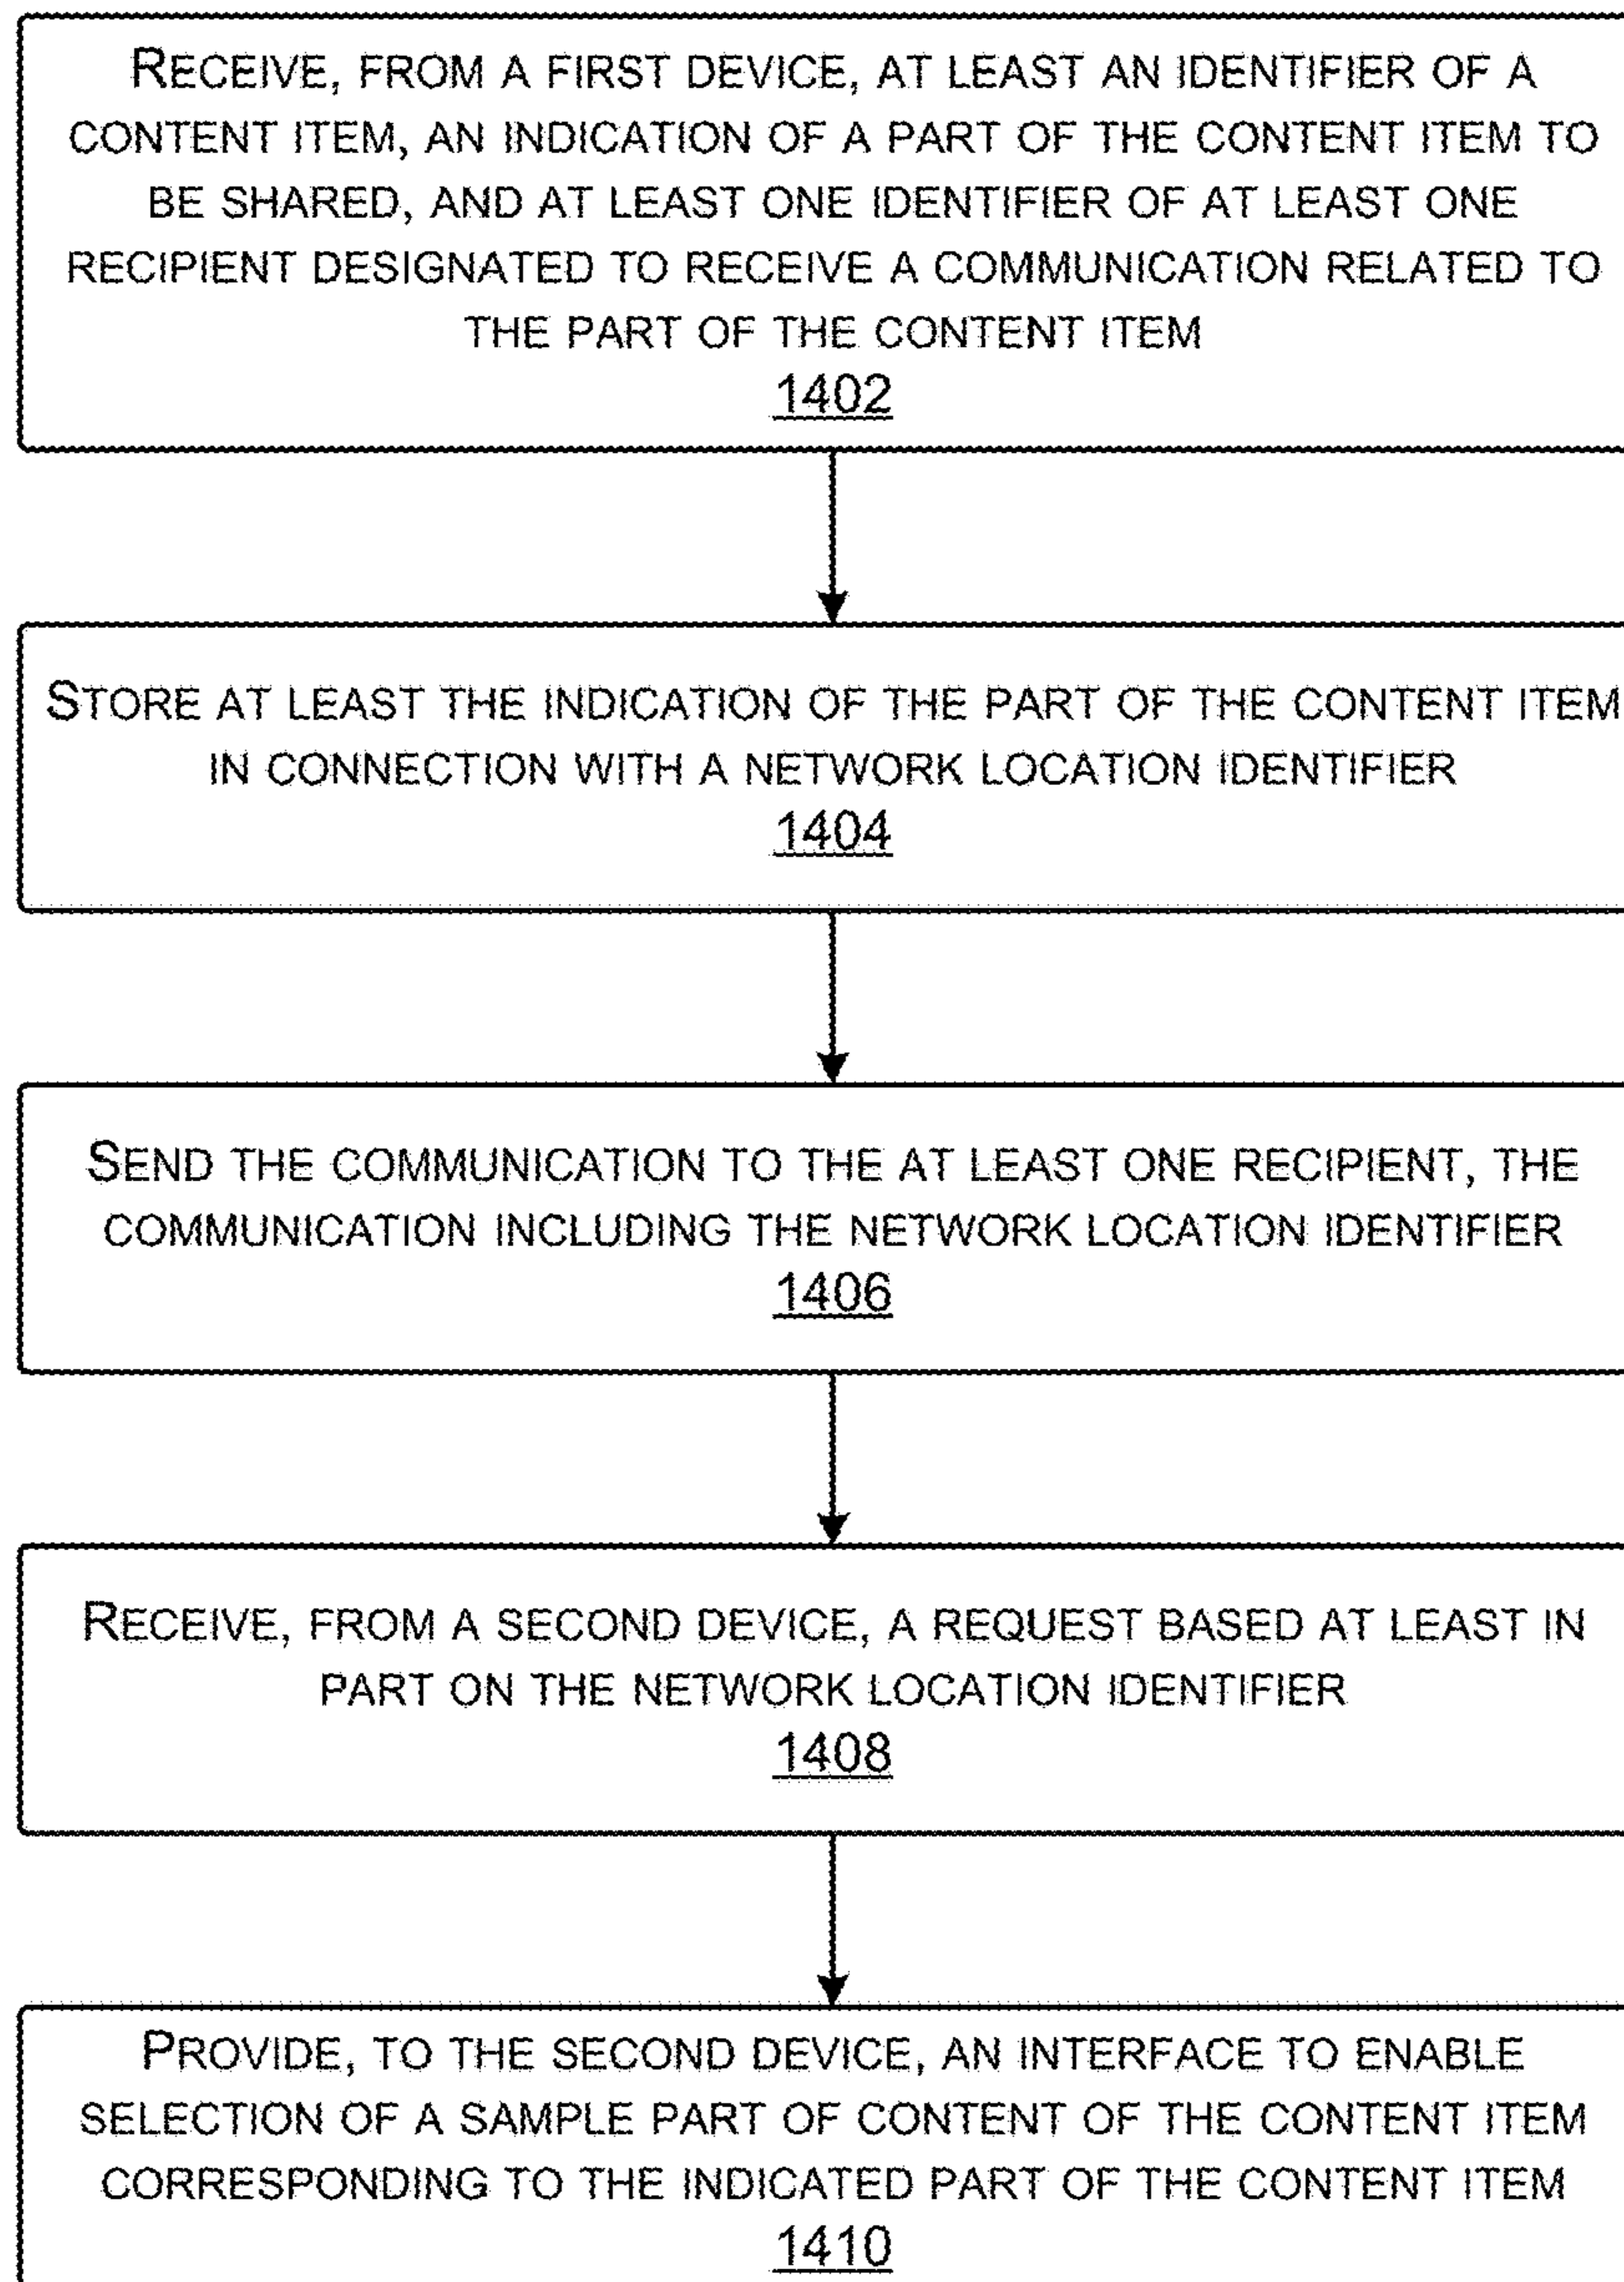 RECEIVE, FROM A FIRST DEVICE, AT LEAST AN IDENTIFIER OF A
CONTENT ITEM, AN INDICATION OF A PART OF THE CONTENT ITEM TO
BE SHARED, AND AT LEAST ONE IDENTIFIER OF AT LEAST ONE
RECIPIENT DESIGNATED TO RECEIVE A COMMUNICATION RELATED TO
THE PART OF THE CONTENT ITEM
1402
STORE AT LEAST THE INDICATION OF THE PART OF THE CONTENT ITEM
IN CONNECTION WITH A NETWORK LOCATION IDENTIFIER
1404
SEND THE COMMUNICATION TO THE AT LEAST ONE RECIPIENT, THE
COMMUNICATION INCLUDING THE NETWORK LOCATION IDENTIFIER
1406
RECEIVE, FROM A SECOND DEVICE, A REQUEST BASED AT LEAST IN
PART ON THE NETWORK LOCATION IDENTIFIER
1408
PROVIDE, TO THE SECOND DEVICE, AN INTERFACE TO ENABLE
SELECTION OF A SAMPLE PART OF CONTENT OF THE CONTENT ITEM
CORRESPONDING TO THE INDICATED PART OF THE CONTENT ITEM
1410